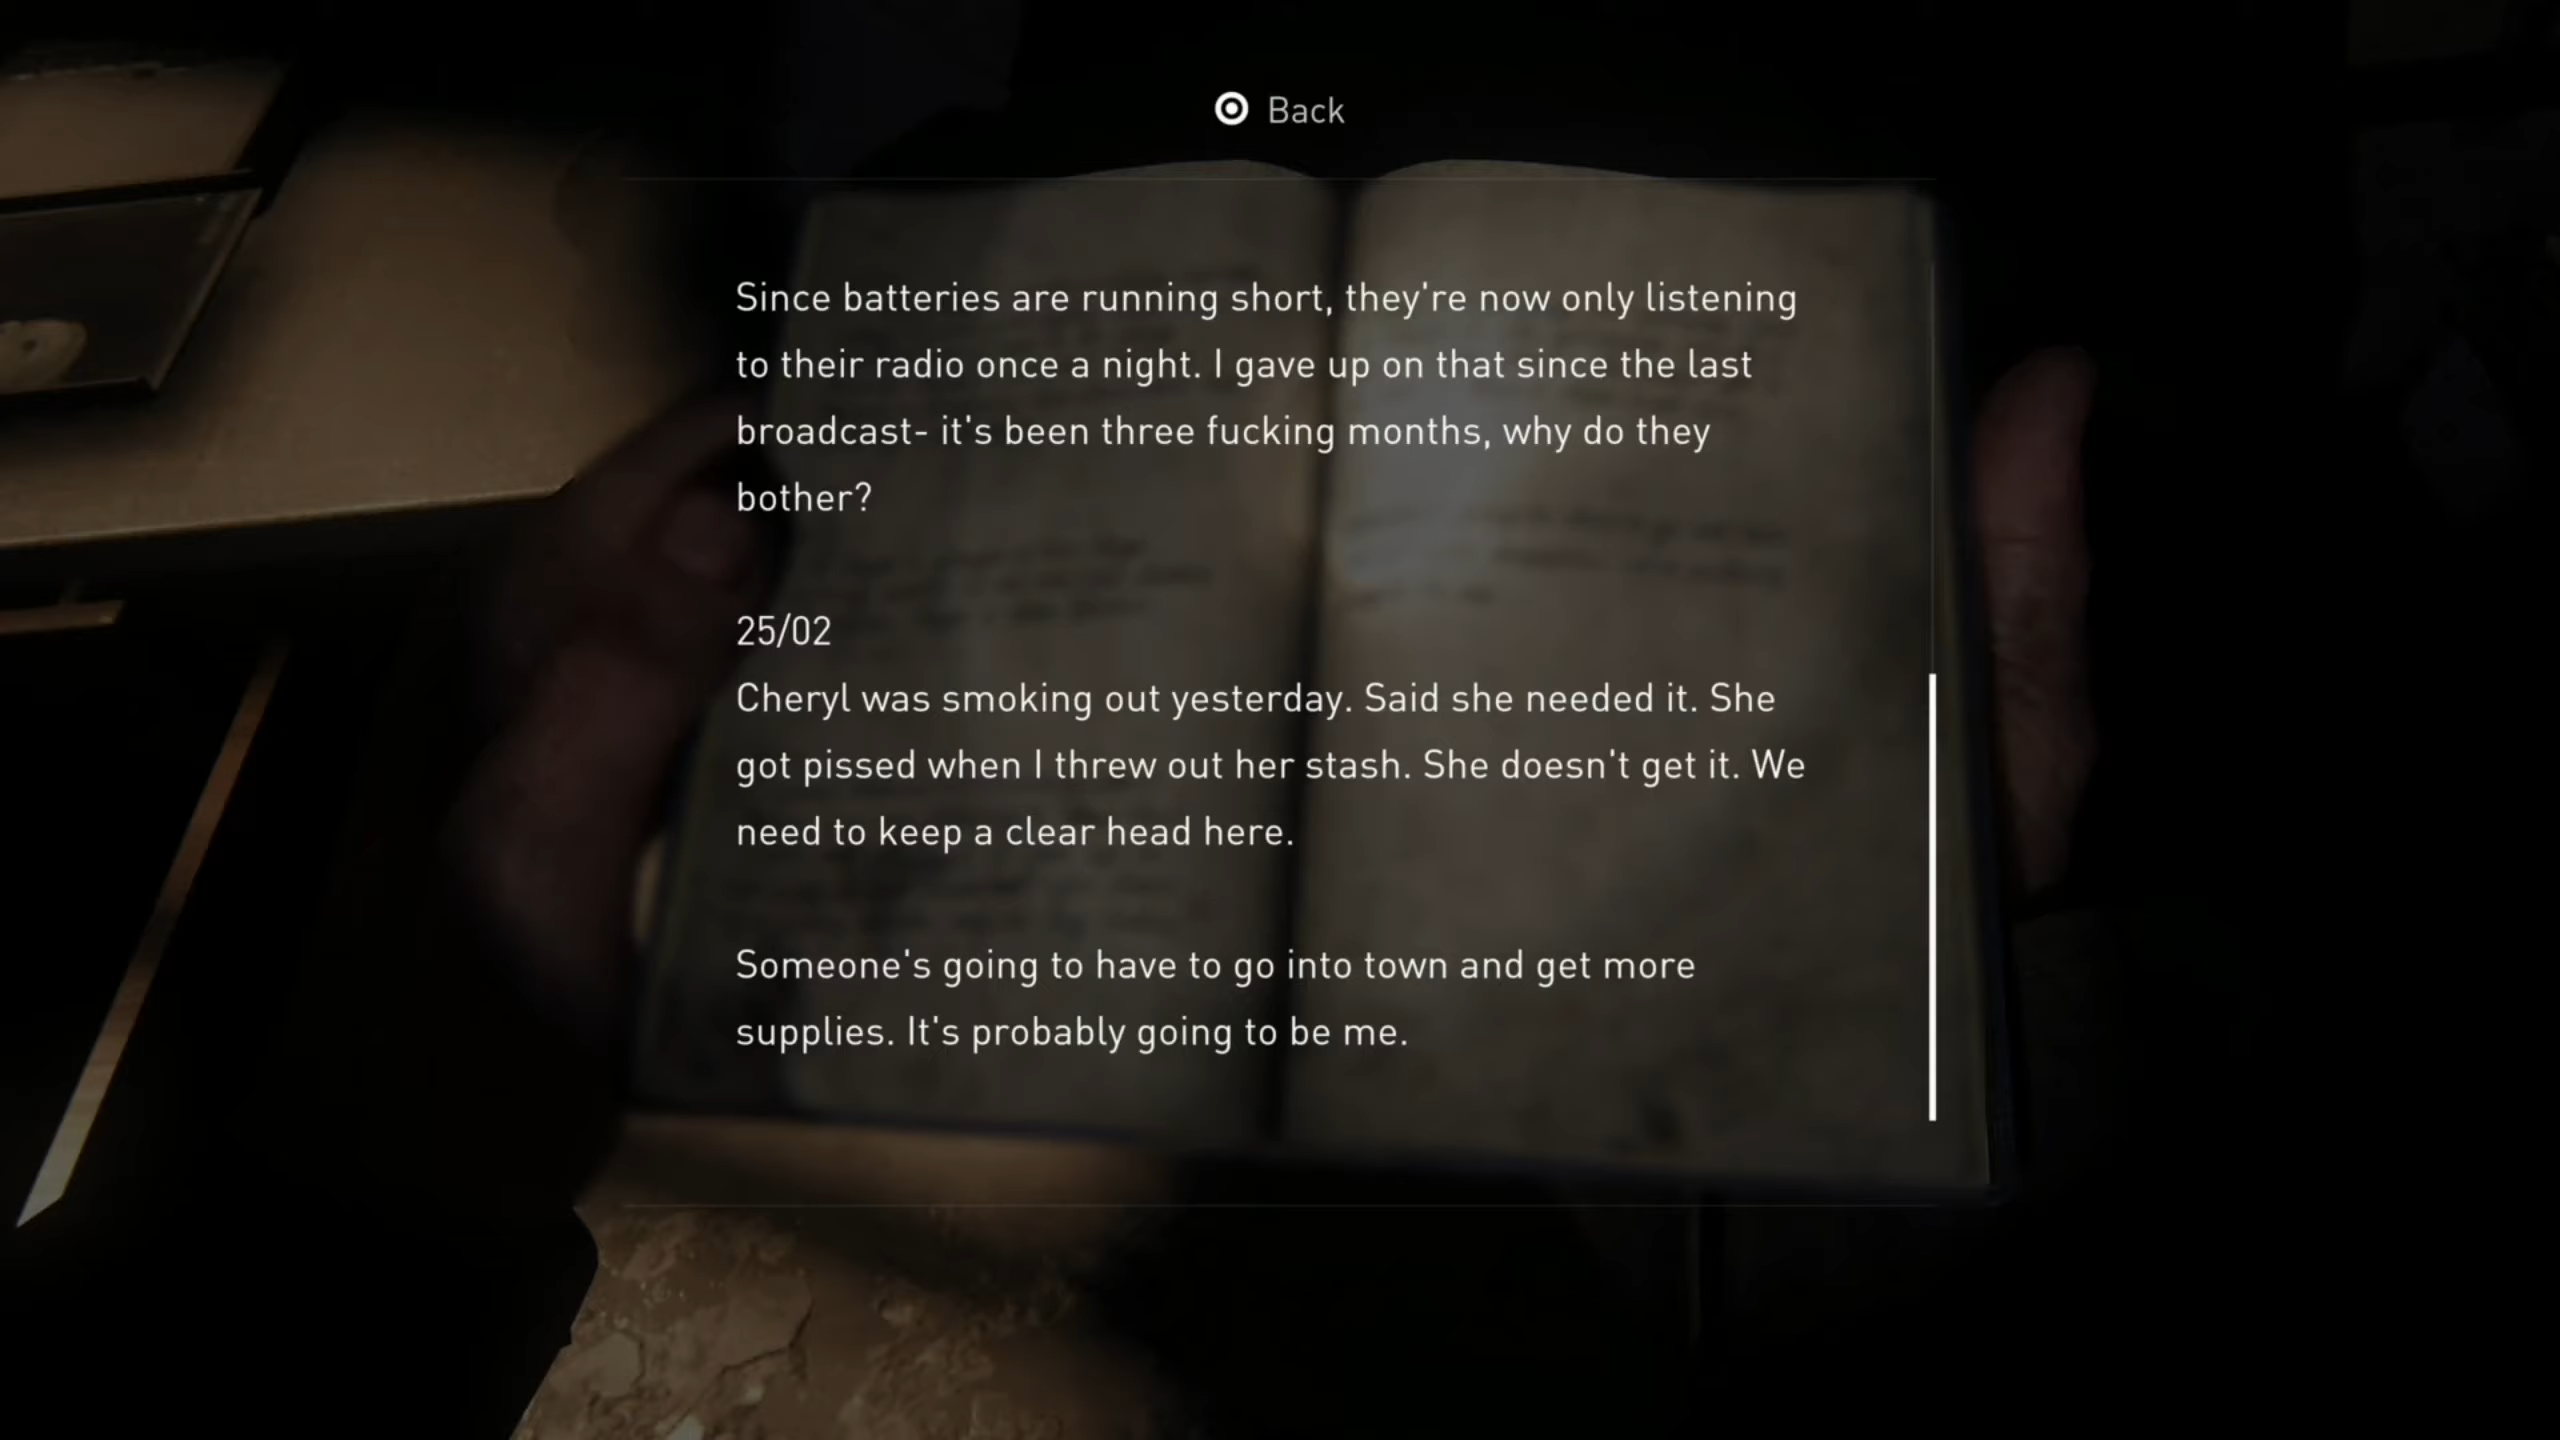 Back
Since batteries are running short, they're now only listening
to their radio once a night. I gave up on that since the last
broadcast- it's been three fucking months, why do they
bother?
25/02
Cheryl was smoking out yesterday. Said she needed it. She
got pissed when I threw out her stash. She doesn't get it. We
need to keep a clear head here.
Someone's going to have to go into town and get more
supplies. It's probably going to be me.